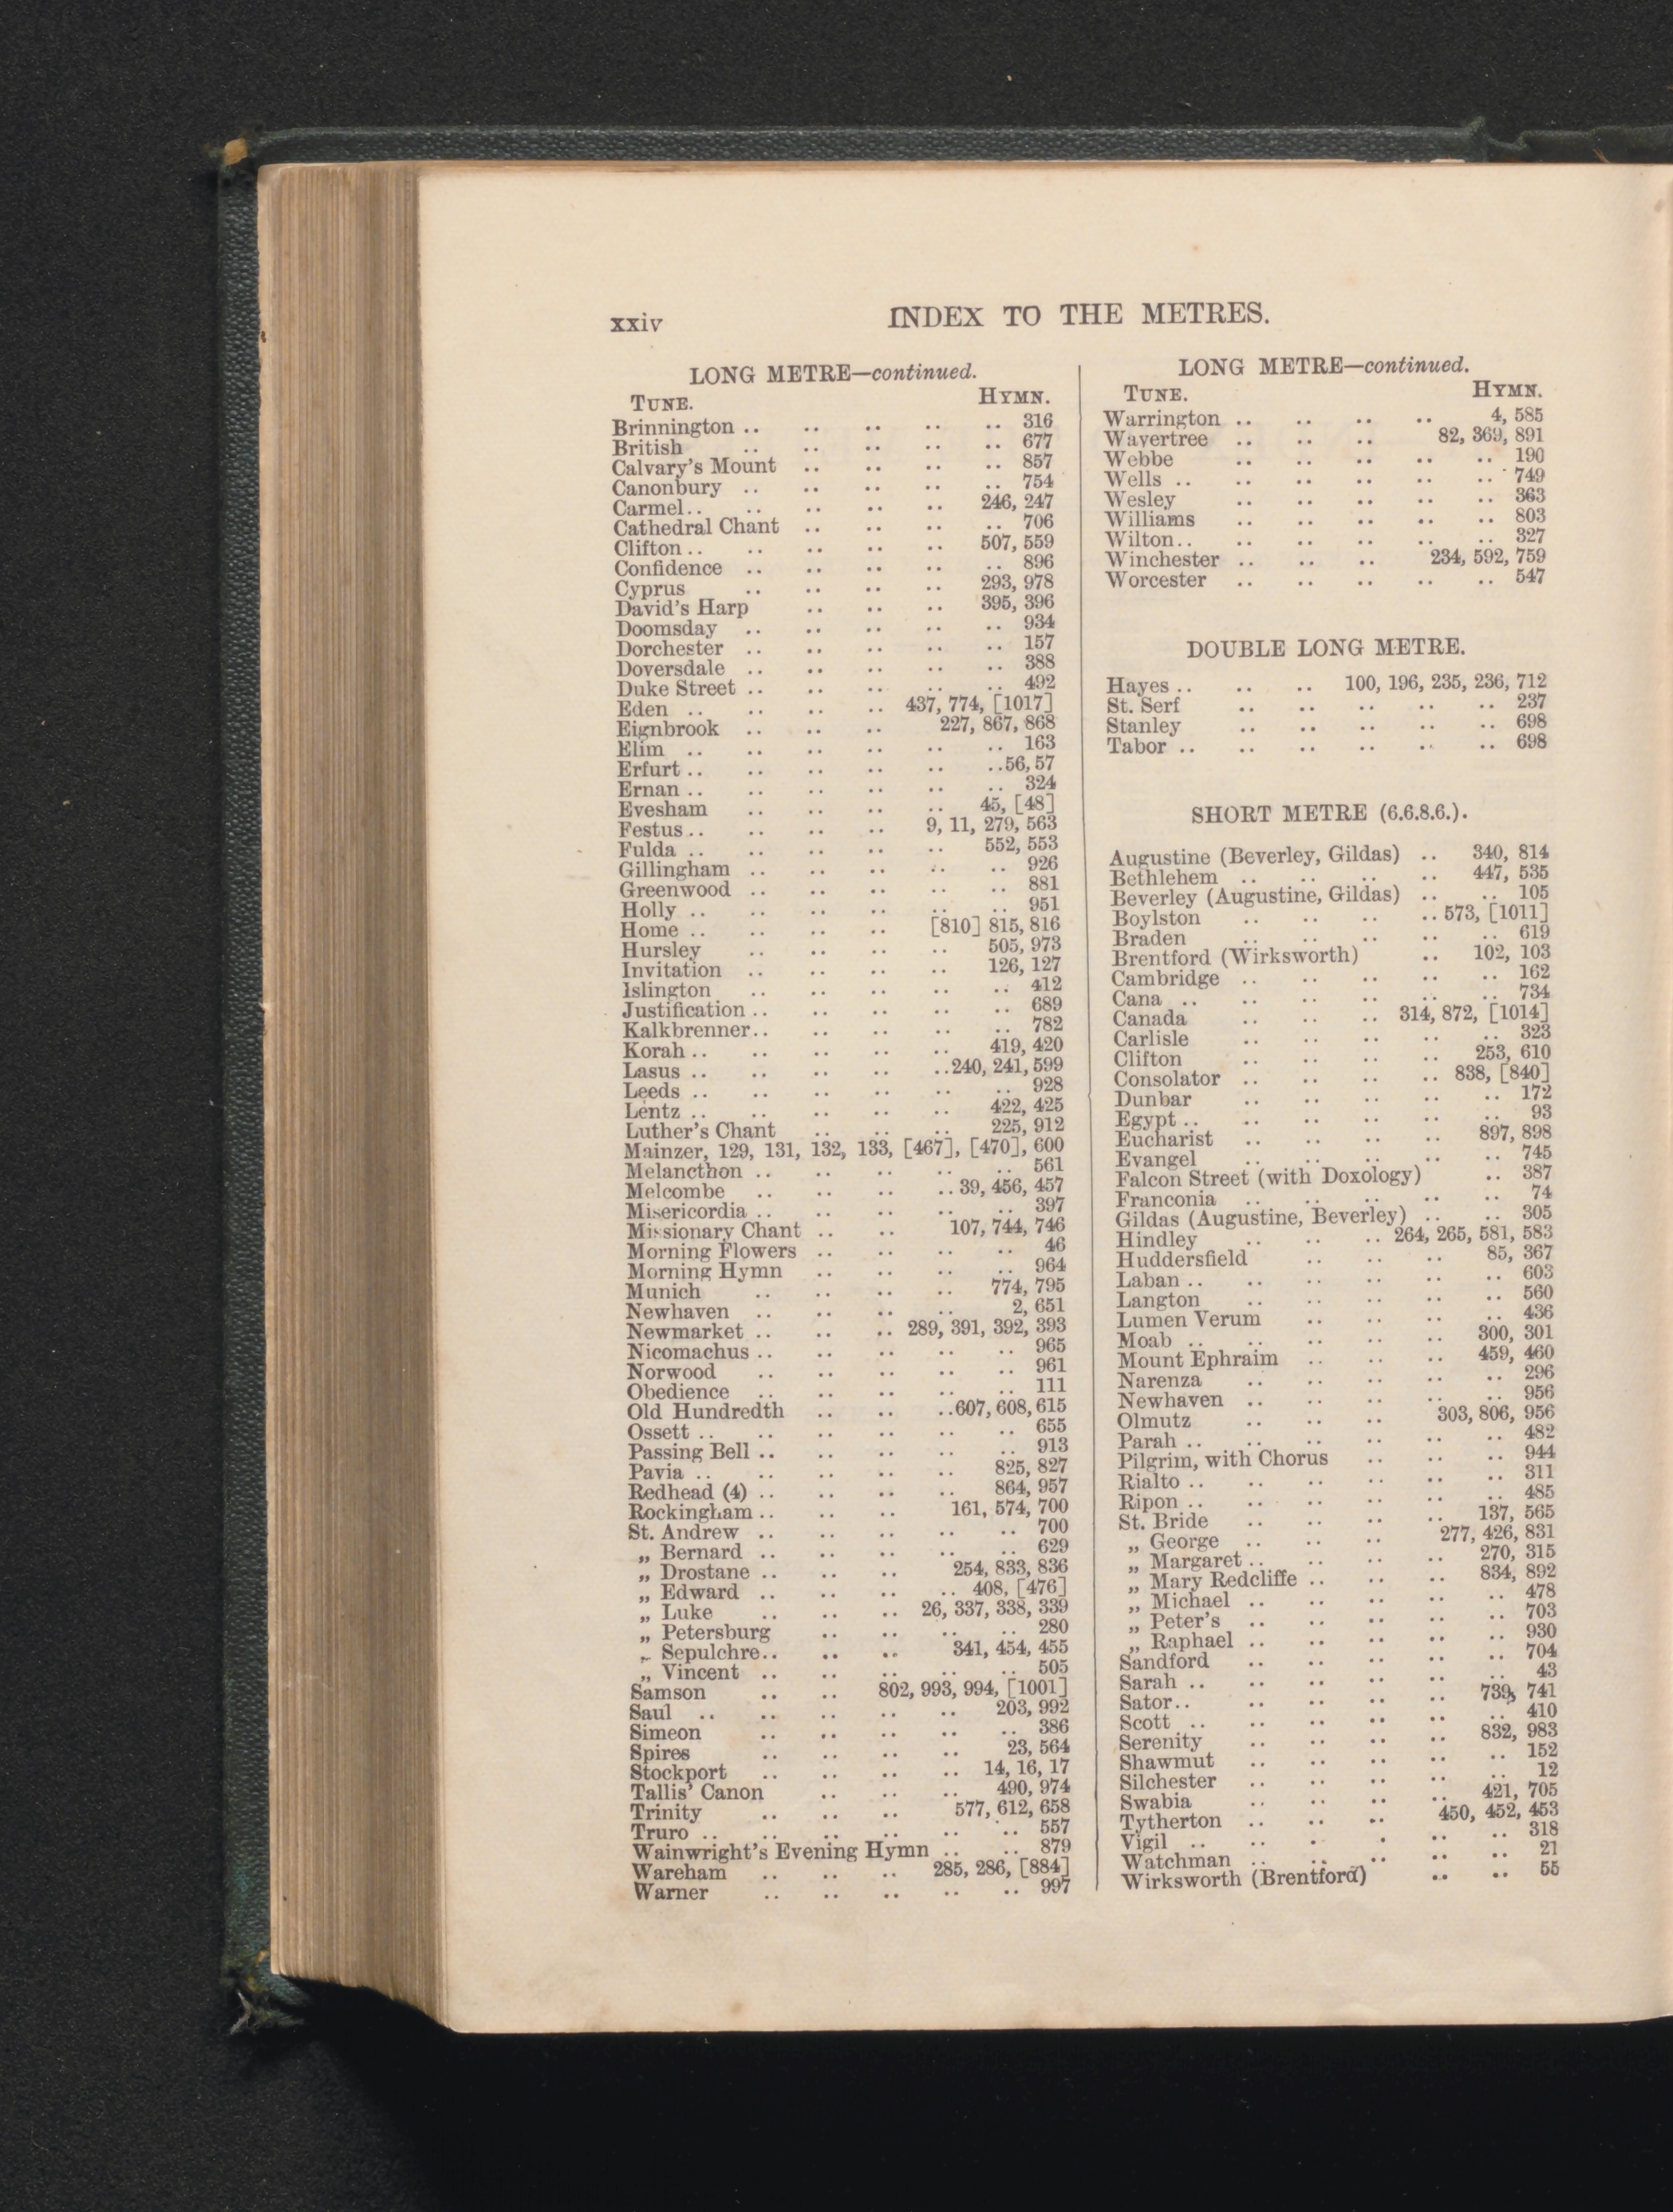 xxiv
INDEX TO THE METRES.
LONG METRE—continued.
TUNE. HYMN.
Brinnington .. .. .. .. .. 316
British .. .. .. .. .. 677
Calvary's Mount .. .. .. .. 857
Canonbury .. .. .. .. .. 754
Carmel.. .. .. .. .. 246, 247
Cathedral Chant .. .. .. .. 706
Clifton .. .. .. .. .. 507, 559
Confidence .. .. .. .. .. 896
Cyprus .. .. .. .. 293, 978
David's Harp .. .. .. 395, 396
Doomsday .. .. .. .. .. 934
Dorchester .. .. .. .. .. 157
Doversdale .. .. .. .. .. 388
Duke Street .. .. .. .. .. 492
Eden .. .. .. .. 437, 774, [1017]
Eignbrook .. .. .. 227, 867, 868
Elim .. .. .. .. .. .. 163
Erfurt .. .. .. .. .. ..56, 57
Ernan .. .. .. .. .. .. 324
Evesham .. .. .. .. 45, [48]
Festus .. .. .. .. 9, 11, 279, 563
Fulda .. .. .. .. .. 552, 553
Gillingham .. .. .. .. .. 926
Greenwood .. .. .. .. .. 881
Holly .. .. .. .. .. .. 951
Home .. .. .. .. [810] 815, 816
Hursley .. .. .. .. 505, 973
Invitation .. .. .. .. 126, 127
Islington .. .. .. .. .. 412
Justification .. .. .. .. .. 689
Kalkbrenner.. .. .. .. .. 782
Korah .. .. .. .. .. 419, 420
Lasus .. .. .. .. .. ..240, 241, 599
Leeds .. .. .. .. .. .. 928
Lentz .. .. .. .. .. 422, 425
Luther's Chant .. .. .. 225, 912
Mainzer, 129, 131, 132, 133, [467], [470], 600
Melancthon .. .. .. .. .. 561
Melcombe .. .. .. .. 39, 456, 457
Misericordia .. .. .. .. .. 397
Missionary Chant .. .. 107, 744, 746
Morning Flowers .. .. .. .. 46
Morning Hymn .. .. .. .. 964
Munich .. .. .. .. 774, 795
Newhaven .. .. .. .. 2, 651
Newmarket .. .. .. 289, 391, 392, 393
Nicomachus .. .. .. .. .. 965
Norwood .. .. .. .. .. 961
Obedience .. .. .. .. .. 111
Old Hundredth .. .. ..607, 608, 615
Ossett .. .. .. .. .. .. 655
Passing Bell .. .. .. .. .. 913
Pavia .. .. .. .. .. 825, 827
Redhead (4) .. .. .. .. 864, 957
Rockingham .. .. .. 161, 574, 700
St. Andrew .. .. .. .. .. 700
„ Bernard .. .. .. .. .. 629
„ Drostane .. .. .. 254, 833, 836
„ Edward .. .. .. .. 408, [476]
„ Luke .. .. .. 26, 337, 338, 339
„ Petersburg .. .. .. .. 280
„ Sepulchre.. .. .. 341, 454, 455
„ Vincent .. .. .. .. .. 505
Samson .. .. 802, 993, 994, [1001]
Saul .. .. .. .. .. 203, 992
Simeon .. .. .. .. .. 386
Spires .. .. .. .. 23, 564
Stockport .. .. .. .. 14, 16, 17
Tallis' Canon .. .. .. 490, 974
Trinity .. .. .. 577, 612, 658
Truro .. .. .. .. .. .. 557
Wainwright's Evening Hymn .. .. 879
Wareham .. .. .. 285, 286, [884]
Warner .. .. .. .. .. 997
LONG METRE—continued.
TUNE. HYMN.
Warrington .. .. .. .. 4, 585
Wavertree .. .. .. 82, 369, 891
Webbe .. .. .. .. .. 190
Wells .. .. .. .. .. .. 749
Wesley .. .. .. .. .. 363
Williams .. .. .. .. .. 803
Wilton.. .. .. .. .. .. 327
Winchester .. .. .. 234, 592, 759
Worcester .. .. .. .. .. 547
DOUBLE LONG METRE.
Hayes .. .. .. 100, 196, 235, 236, 712
St. Serf .. .. .. .. .. 237
Stanley .. .. .. .. .. 698
Tabor .. .. .. .. .. .. 698
SHORT METRE (6.6.8.6.).
Augustine (Beverley, Gildas) .. 340, 814
Bethlehem .. .. .. .. 447, 535
Beverley (Augustine, Gildas) .. .. 105
Boylston .. .. .. .. 573, [1011]
Braden .. .. .. .. .. 619
Brentford (Wirksworth) .. 102, 103
Cambridge .. .. .. .. .. 162
Cana .. .. .. .. .. .. 734
Canada .. .. .. 314, 872, [1014]
Carlisle .. .. .. .. .. 323
Clifton .. .. .. .. 253, 610
Consolator .. .. .. .. 838, [840]
Dunbar .. .. .. .. .. 172
Egypt .. .. .. .. .. .. 93
Eucharist .. .. .. .. 897, 898
Evangel .. .. .. .. .. 745
Falcon Street (with Doxology) .. 387
Franconia .. .. .. .. .. 74
Gildas (Augustine, Beverley) .. .. 305
Hindley .. .. .. 264, 265, 581, 583
Huddersfield .. .. .. 85, 367
Laban .. .. .. .. .. .. 603
Langton .. .. .. .. .. 560
Lumen Verum .. .. .. .. 436
Moab .. .. .. .. .. 300, 301
Mount Ephraim .. .. .. 459, 460
Narenza .. .. .. .. .. 296
Newhaven .. .. .. .. .. 956
Olmutz .. .. .. 303, 806, 956
Parah .. .. .. .. .. .. 482
Pilgrim, with Chorus .. .. .. 944
Rialto .. .. .. .. .. .. 311
Ripon .. .. .. .. .. .. 485
St. Bride .. .. .. .. 137, 565
„ George .. .. .. 277, 426, 831
„ Margaret .. .. .. .. 270, 315
„ Mary Redcliffe .. .. .. 834, 892
„ Michael .. .. .. .. .. 478
„ Peter's .. .. .. .. .. 703
„ Raphael .. .. .. .. .. 930
Sandford .. .. .. .. .. 704
Sarah .. .. .. .. .. .. 43
Sator.. .. .. .. .. 739, 741
Scott .. .. .. .. .. .. 410
Serenity .. .. .. .. 832, 983
Shawmut .. .. .. .. .. 152
Silchester .. .. .. .. .. 12
Swabia .. .. .. .. 421, 705
Tytherton .. .. .. 450, 452, 453
Vigil .. .. . . .. .. 318
Watchman .. .. .. .. .. 21
Wirksworth (Brentford) .. .. 55